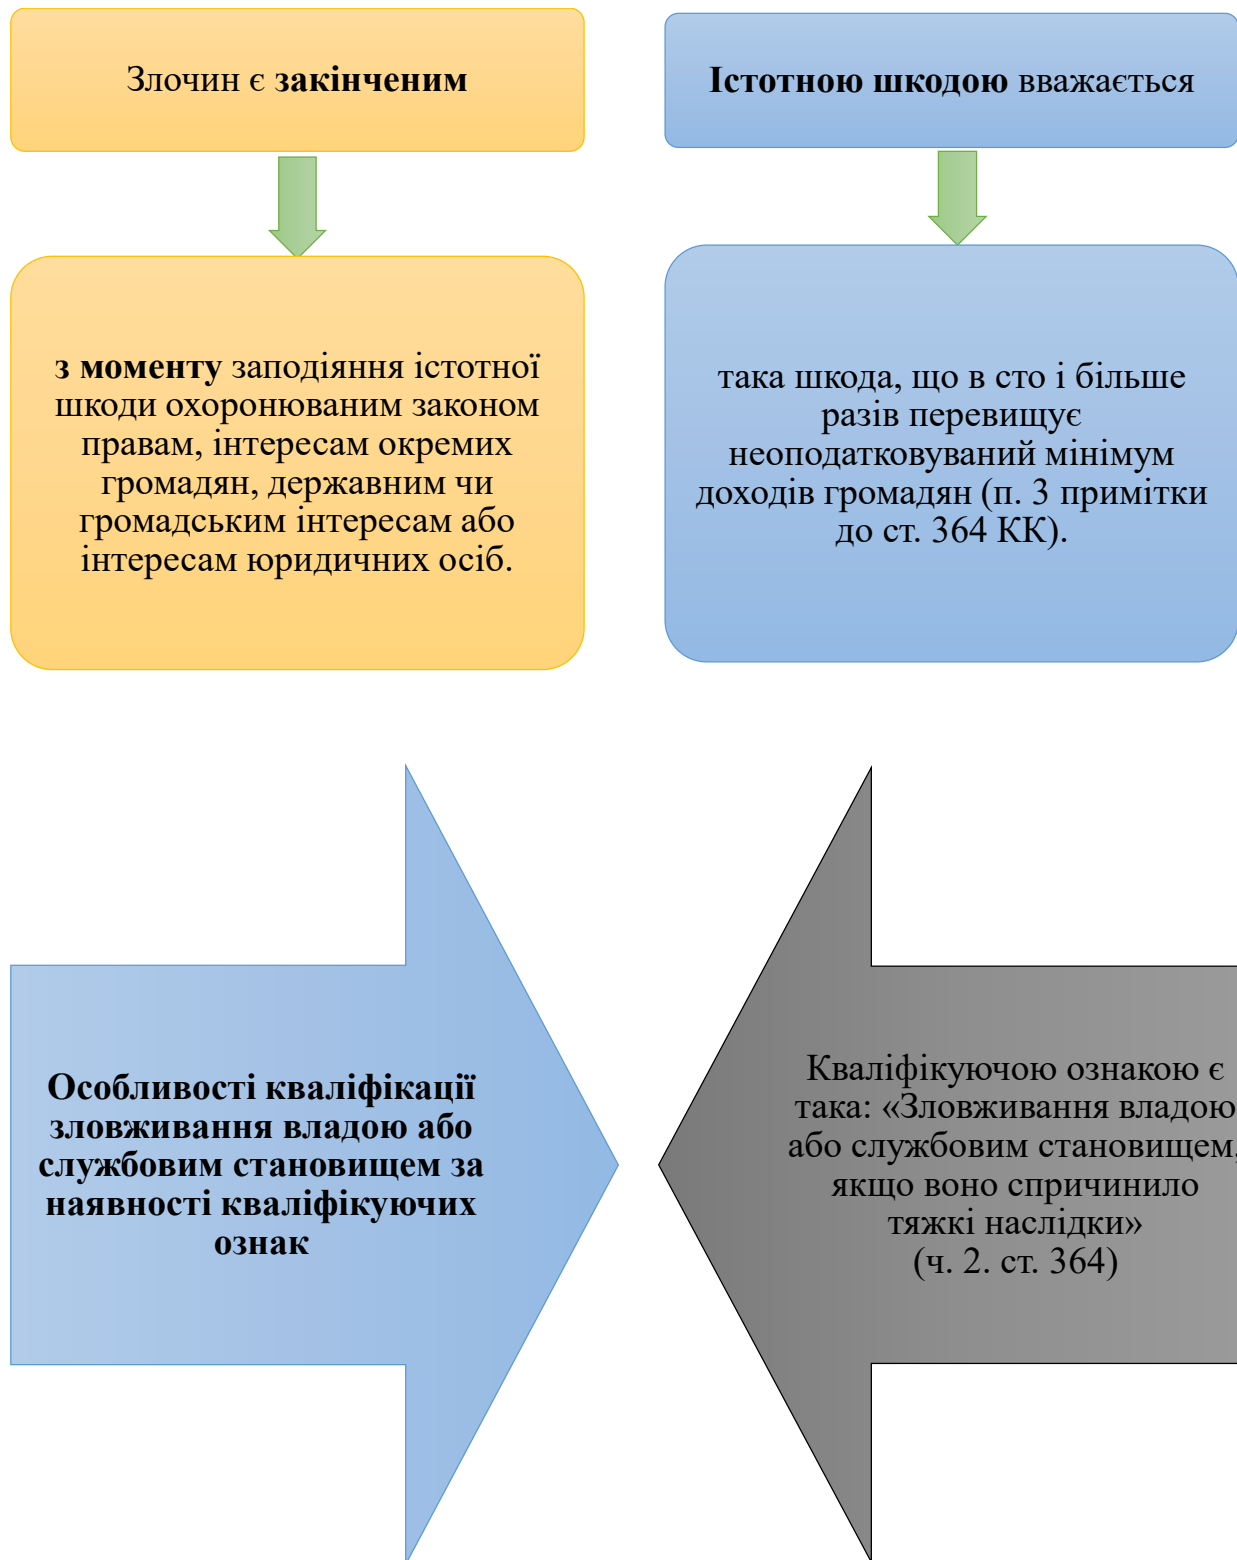 Злочин є закінченим
з моменту заподіяння істотної
шкоди охоронюваним законом
правам, інтересам окремих
громадян, державним чи
громадським інтересам або
інтересам юридичних осіб.
Істотною шкодою вважається
така шкода, що в сто і більше
разів перевищує
неоподатковуваний мінімум
доходів громадян (п. 3 примітки
до ст. 364 КК).
Особливості кваліфікації
зловживання владою або
службовим становищем за
наявності кваліфікуючих
ознак
Кваліфікуючою ознакою є
така: «Зловживання владою
або службовим становищем,
якщо воно спричинило
тяжкі наслідки»
(ч. 2. ст. 364)